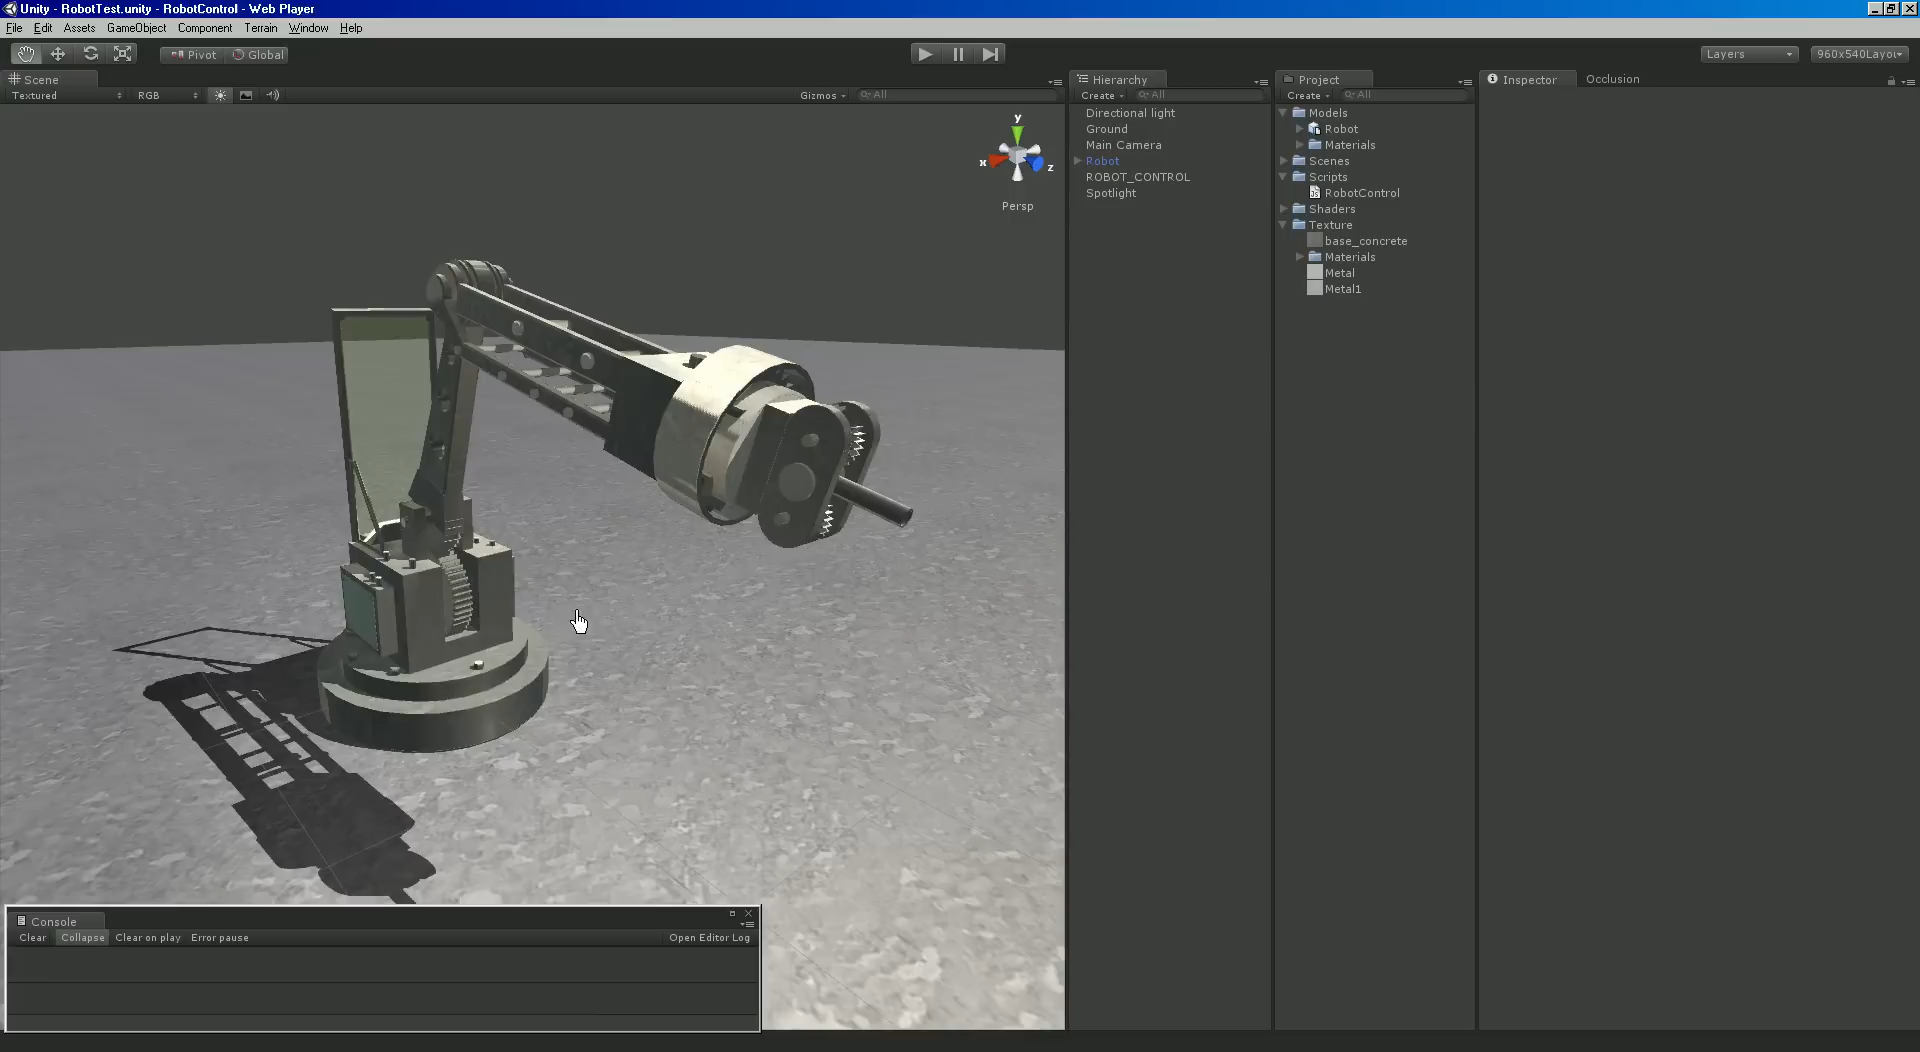 Unity - RobotTest.unity - RobotControl - Web Player
File Edit Assets GameObject Component Terrain Window Help
Pivot Global Layers 960x540Layou
Scene
Textured RGB Gizmos All
y
x
z
Persp
Hierarchy
Create All
Directional light
Ground
Main Camera
Robot
ROBOT_CONTROL
Spotlight
Project
Create All
Models
Robot
Materials
Scenes
Scripts
RobotControl
Shaders
Texture
base_concrete
Materials
Metal
Metal1
Inspector Occlusion
Console
Clear Collapse Clear on play Error pause Open Editor Log